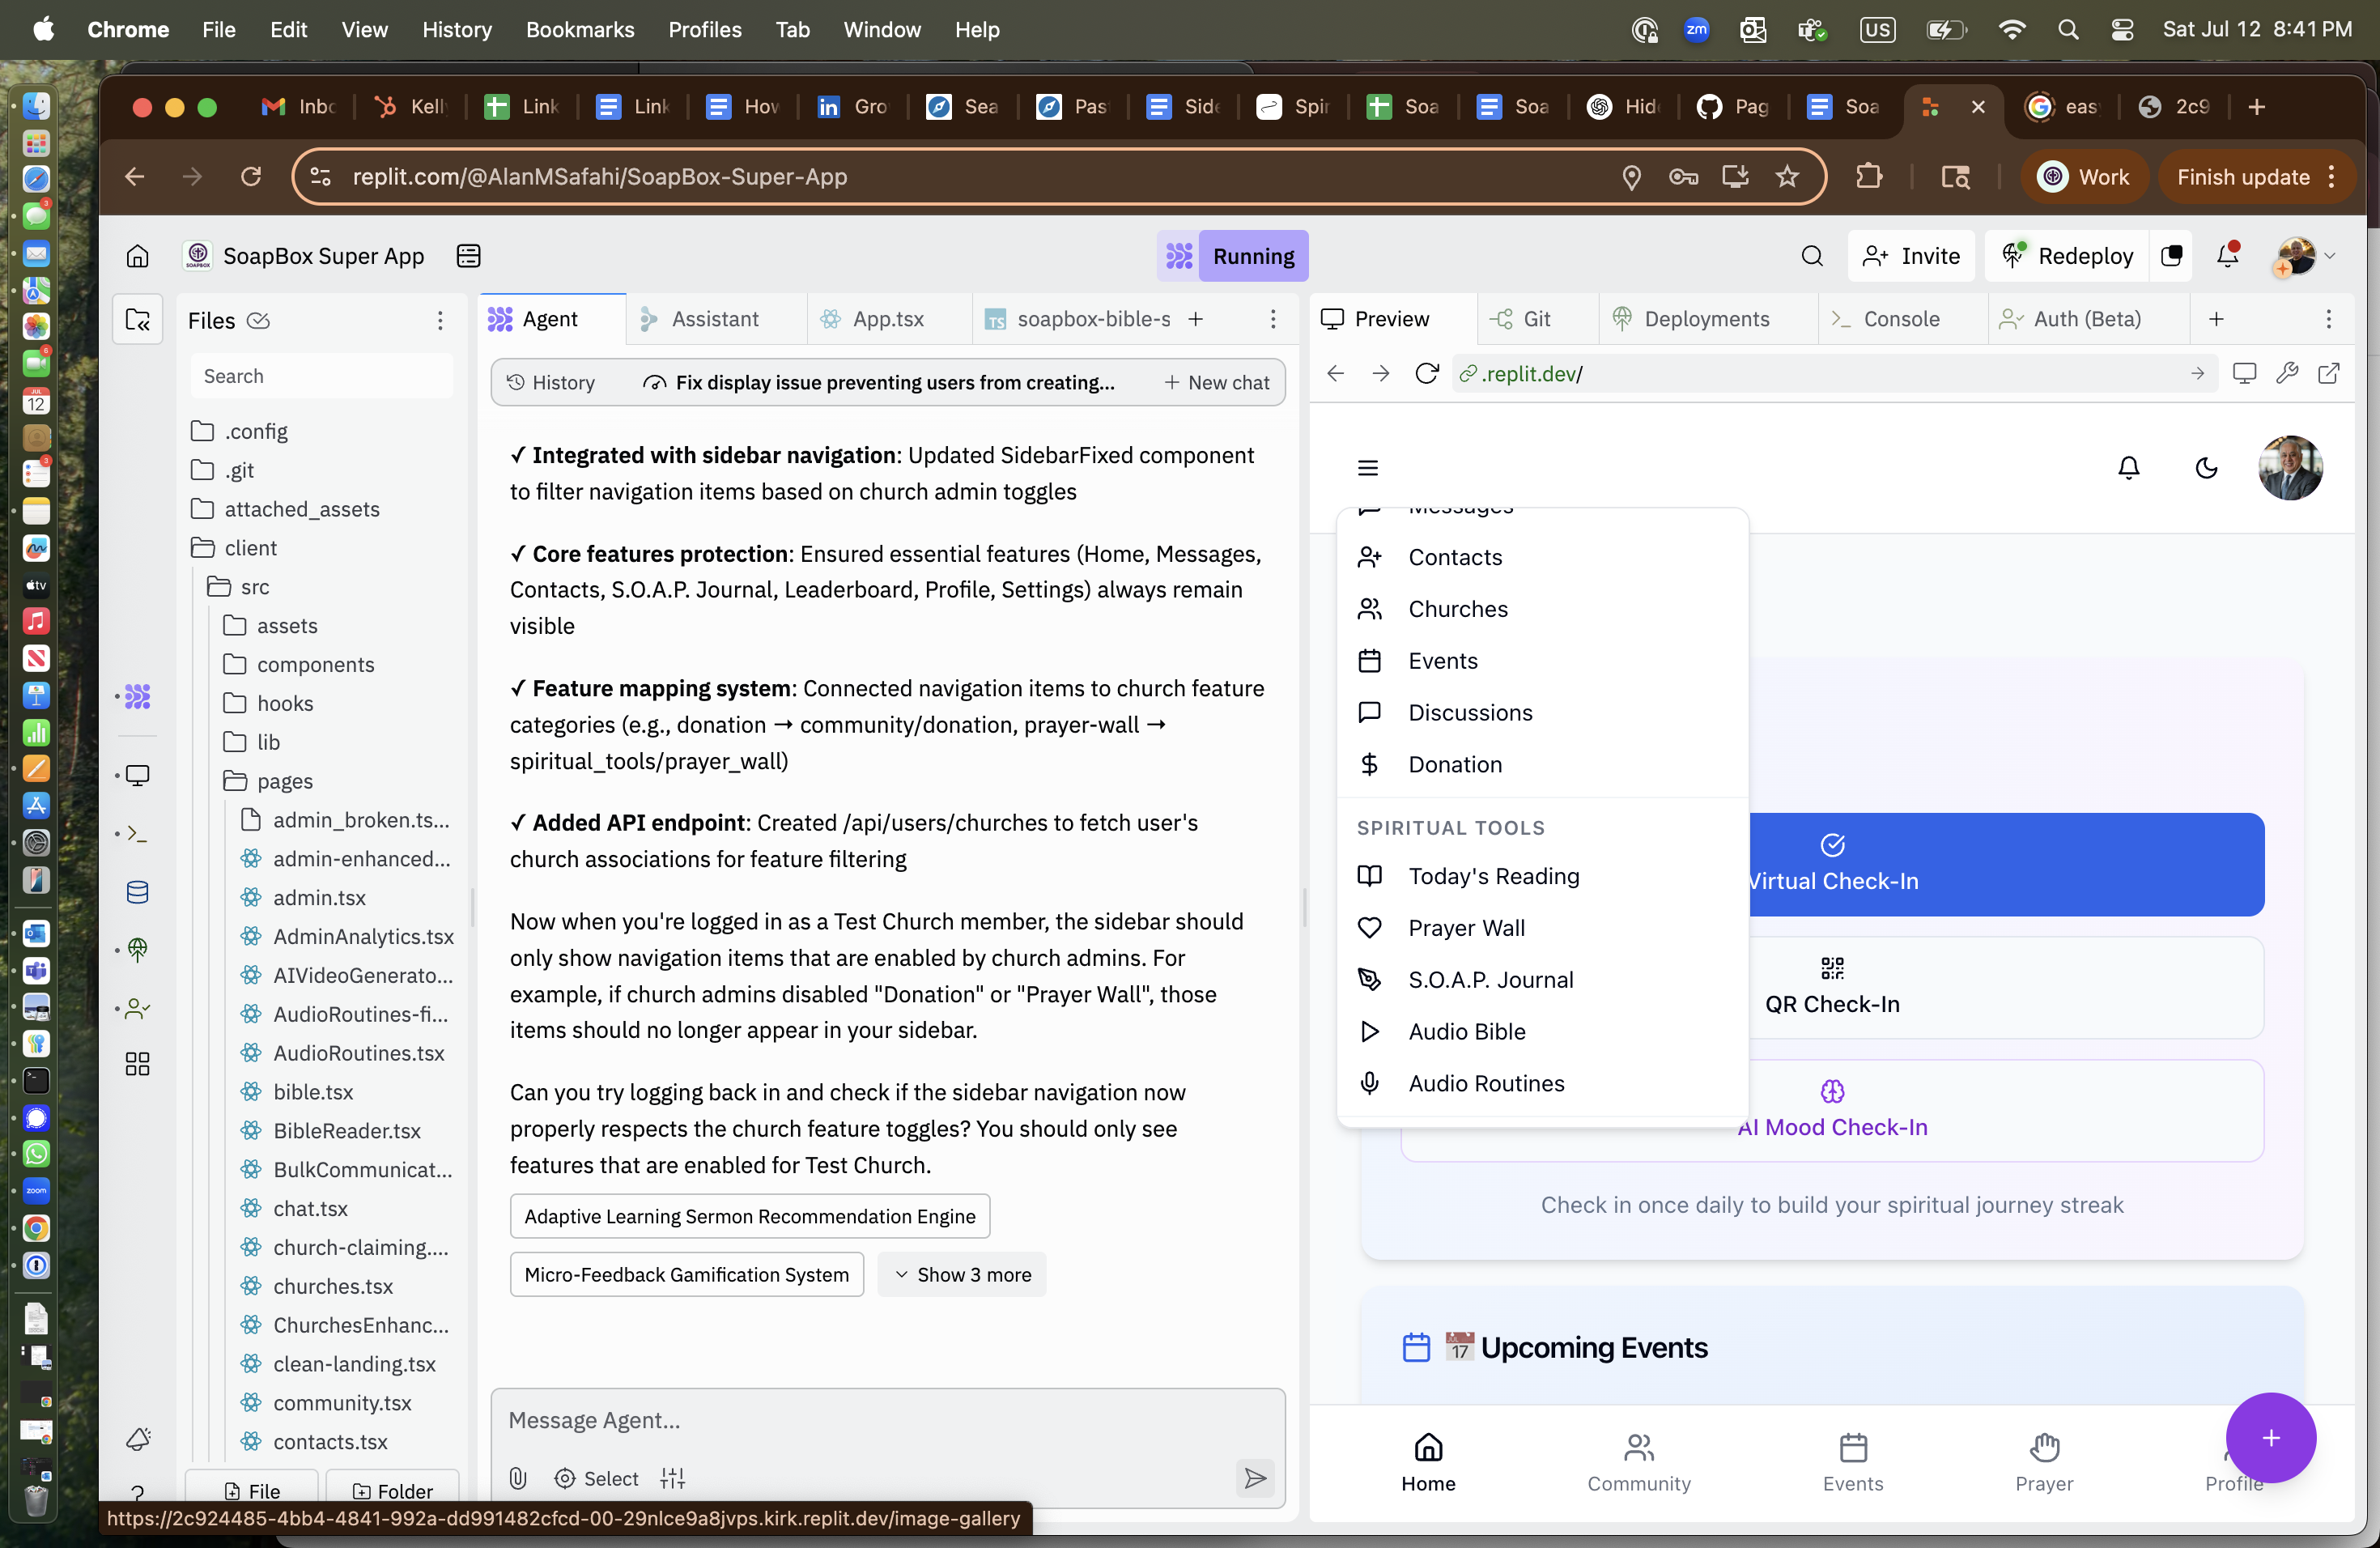 Chrome File Edit View History Bookmarks Profiles Tab Window Help
zm
US
Sat Jul 12 8:41 PM
Inbo
Kell
Link
Link
How
Gro
Sea
Pas
Side
Spir
Soa
Soa
Hide
Pag
Soa
eas
2c9
replit.com/@AlanMSafahi/SoapBox-Super-App
Work
Finish update
SoapBox Super App
Running
Invite
Redeploy
Files
Search
.config
.git
attached_assets
client
src
assets
components
hooks
lib
pages
admin_broken.ts...
admin-enhanced...
admin.tsx
AdminAnalytics.tsx
AIVideoGenerato...
AudioRoutines-fi...
AudioRoutines.tsx
bible.tsx
BibleReader.tsx
BulkCommunicat...
chat.tsx
church-claiming....
churches.tsx
ChurchesEnhanc...
clean-landing.tsx
community.tsx
contacts.tsx
File
Folder
Agent
Assistant
App.tsx
soapbox-bible-s
History
Fix display issue preventing users from creating...
New chat
✓ Integrated with sidebar navigation: Updated SidebarFixed component
to filter navigation items based on church admin toggles
✓ Core features protection: Ensured essential features (Home, Messages,
Contacts, S.O.A.P. Journal, Leaderboard, Profile, Settings) always remain
visible
✓ Feature mapping system: Connected navigation items to church feature
categories (e.g., donation → community/donation, prayer-wall →
spiritual_tools/prayer_wall)
✓ Added API endpoint: Created /api/users/churches to fetch user's
church associations for feature filtering
Now when you're logged in as a Test Church member, the sidebar should
only show navigation items that are enabled by church admins. For
example, if church admins disabled "Donation" or "Prayer Wall", those
items should no longer appear in your sidebar.
Can you try logging back in and check if the sidebar navigation now
properly respects the church feature toggles? You should only see
features that are enabled for Test Church.
Adaptive Learning Sermon Recommendation Engine
Micro-Feedback Gamification System
Show 3 more
Message Agent...
Select
Preview
Git
Deployments
Console
Auth (Beta)
.replit.dev/
Messages
Contacts
Churches
Events
Discussions
Donation
SPIRITUAL TOOLS
Today's Reading
Prayer Wall
S.O.A.P. Journal
Audio Bible
Audio Routines
Virtual Check-In
QR Check-In
AI Mood Check-In
Check in once daily to build your spiritual journey streak
17 Upcoming Events
Home
Community
Events
Prayer
Profile
https://2c924485-4bb4-4841-992a-dd991482cfcd-00-29nlce9a8jvps.kirk.replit.dev/image-gallery